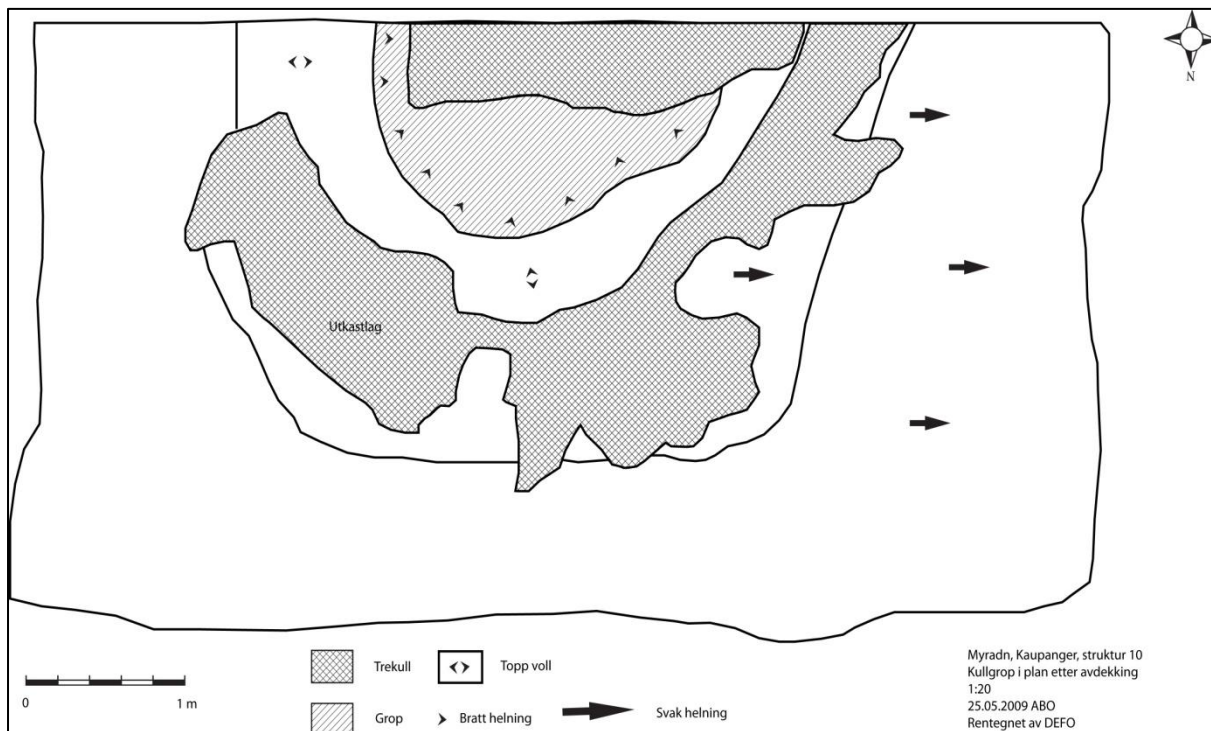 N
Utkastlag
Trekull
Topp voll
0 1 m
Grop
Bratt helning
Svak helning
Myradn, Kaupanger, struktur 10
Kullgrop i plan etter avdekking
1:20
25.05.2009 ABO
Rentegnet av DEFO